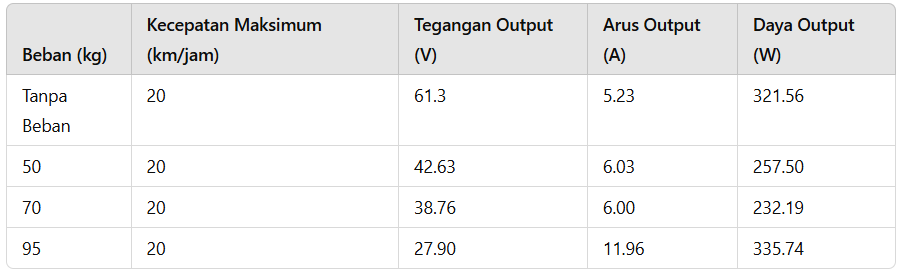 Beban (kg) Kecepatan Maksimum (km/jam) Tegangan Output (V) Arus Output (A) Daya Output (W)
Tanpa Beban 20 61.3 5.23 321.56
50 20 42.63 6.03 257.50
70 20 38.76 6.00 232.19
95 20 27.90 11.96 335.74